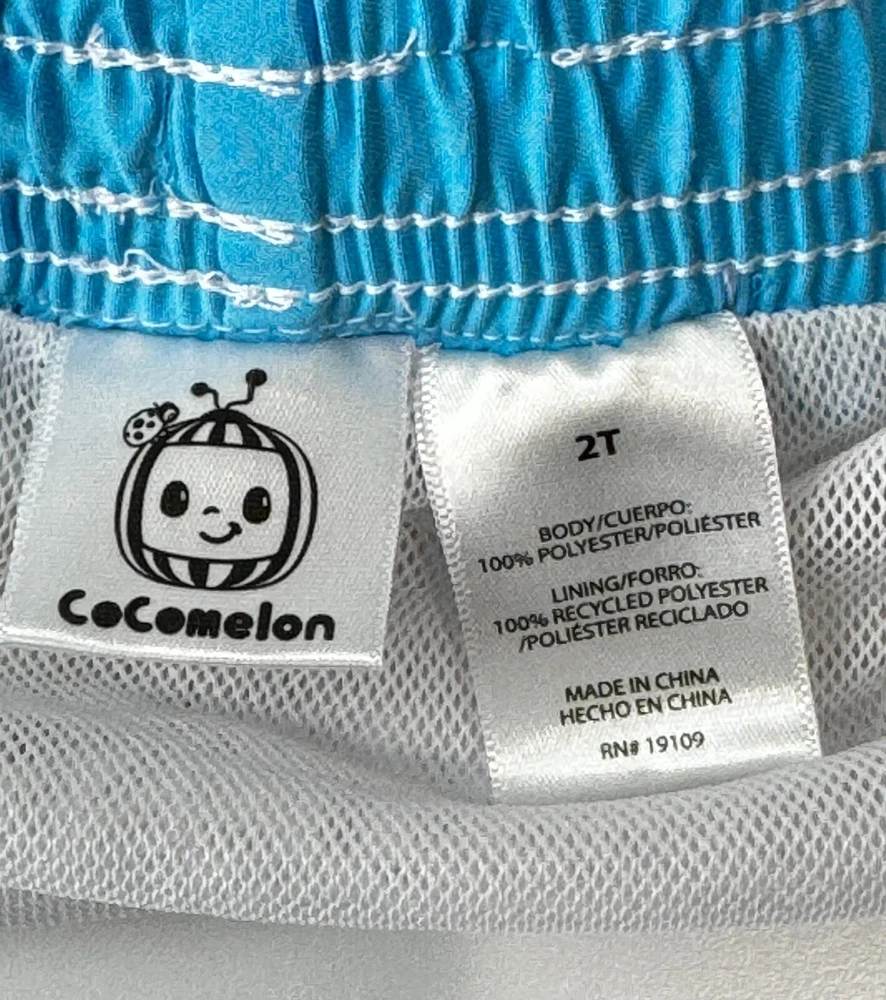 CoComelon
2T
BODY/CUERPO:
100% POLYESTER/POLIÉSTER
LINING/FORRO:
100% RECYCLED POLYESTER
/POLIÉSTER RECICLADO
MADE IN CHINA
HECHO EN CHINA
RN# 19109